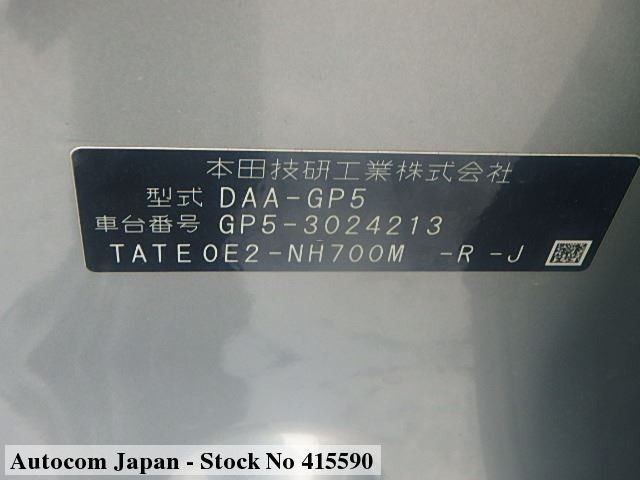 本田技研工業株式会社
型式 DAA-GP5
車台番号 GP5-3024213
TATE0E2-NH700M -R -J
Autocom Japan - Stock No 415590